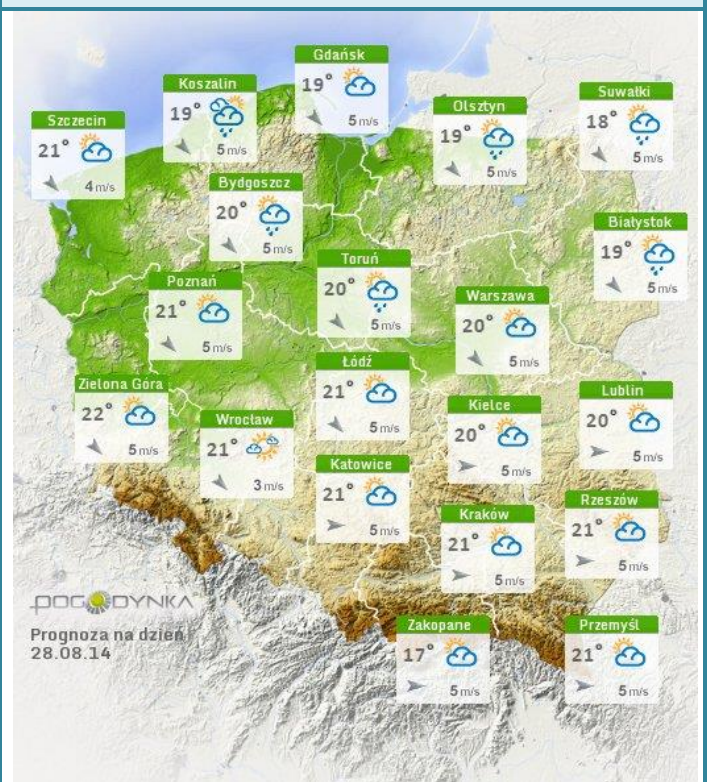 Gdańsk
19°
5 m/s
Koszalin
19°
5 m/s
Suwałki
18°
5 m/s
Olsztyn
19°
5 m/s
Szczecin
21°
4 m/s
Bydgoszcz
20°
5 m/s
Białystok
19°
5 m/s
Toruń
20°
5 m/s
Poznań
21°
5 m/s
Warszawa
20°
5 m/s
Łódź
21°
5 m/s
Zielona Góra
22°
5 m/s
Lublin
20°
5 m/s
Kielce
20°
5 m/s
Wrocław
21°
3 m/s
Katowice
21°
5 m/s
Rzeszów
21°
5 m/s
Kraków
21°
5 m/s
POGODYNKA
Prognoza na dzień
28.08.14
Zakopane
17°
5 m/s
Przemyśl
21°
5 m/s